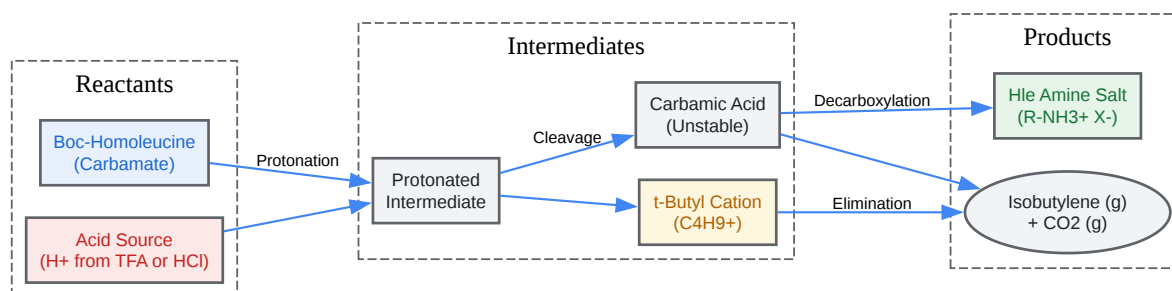 Reactants
Boc-Homoleucine
(Carbamate)
Acid Source
(H+ from TFA or HCl)
Protonation
Intermediates
Protonated
Intermediate
Cleavage
Carbamic Acid
(Unstable)
t-Butyl Cation
(C4H9+)
Decarboxylation
Elimination
Products
Hle Amine Salt
(R-NH3+ X-)
Isobutylene (g)
+ CO2 (g)